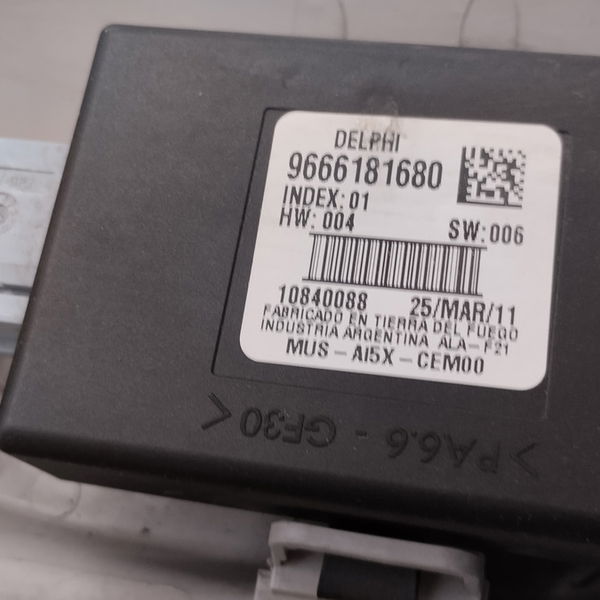 DELPHI
9666181680
INDEX:01
HW:004 SW:006
10840088 25/MAR/11
FABRICADO EN TIERRA DEL FUEGO
INDUSTRIA ARGENTINA ALA-F21
MUS-AI5X-CEM00
>PA6.6 - GF30<